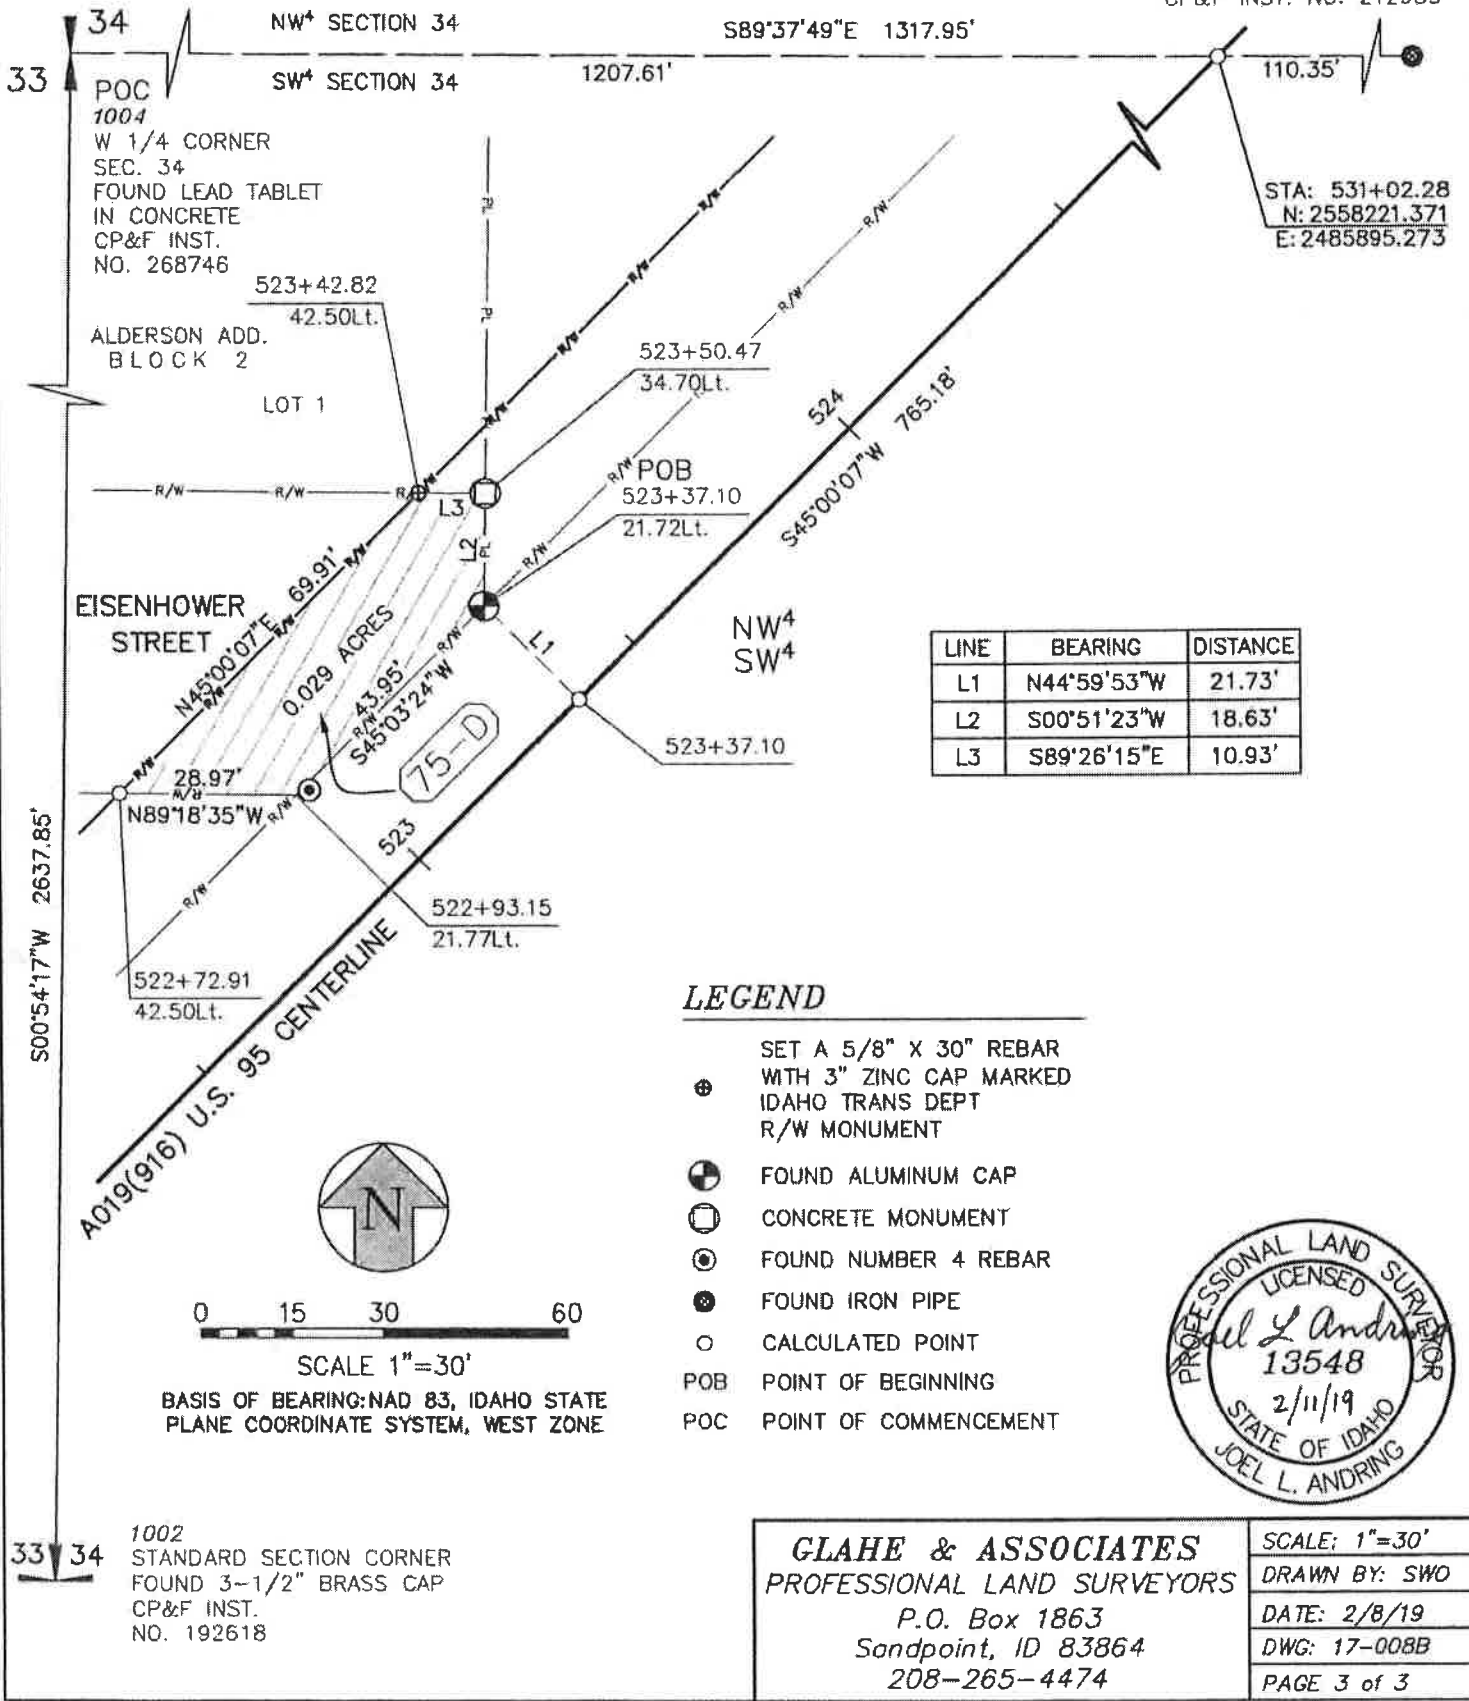 34
NW⁴ SECTION 34
S89°37'49"E 1317.95'
33
SW⁴ SECTION 34
1207.61'
110.35'
POC
1004
W 1/4 CORNER
SEC. 34
FOUND LEAD TABLET
IN CONCRETE
CP&F INST.
NO. 268746
STA: 531+02.28
N: 2558221.371
E: 2485895.273
523+42.82
42.50Lt.
ALDERSON ADD.
BLOCK 2
LOT 1
PL
PL
R/W
R/W
R/W
R/W
R/W
R/W
R/W
523+50.47
34.70Lt.
524
S45°00'07"W 765.18'
R/W
R/W
R/W
R/W
R/W
POB
523+37.10
21.72Lt.
L3
L2
PL
R/W
R/W
EISENHOWER
STREET
N45°00'07"E 69.91'
R/W
R/W
R/W
0.029 ACRES
43.95'
R/W
R/W
S45°03'24"W
L1
NW⁴
SW⁴
75-D
523+37.10
LINE BEARING DISTANCE
L1 N44°59'53"W 21.73'
L2 S00°51'23"W 18.63'
L3 S89°26'15"E 10.93'
28.97'
R/W
N89°18'35"W
R/W
R/W
523
S00°54'17"W 2637.85'
522+93.15
21.77Lt.
522+72.91
42.50Lt.
A019(916) U.S. 95 CENTERLINE
LEGEND
SET A 5/8" X 30" REBAR
WITH 3" ZINC CAP MARKED
IDAHO TRANS DEPT
R/W MONUMENT
FOUND ALUMINUM CAP
CONCRETE MONUMENT
FOUND NUMBER 4 REBAR
FOUND IRON PIPE
CALCULATED POINT
POB POINT OF BEGINNING
POC POINT OF COMMENCEMENT
N
0 15 30 60
SCALE 1"=30'
BASIS OF BEARING: NAD 83, IDAHO STATE
PLANE COORDINATE SYSTEM, WEST ZONE
PROFESSIONAL LAND SURVEYOR
LICENSED
Joel L Andring
13548
2/11/19
STATE OF IDAHO
JOEL L. ANDRING
33 34
1002
STANDARD SECTION CORNER
FOUND 3-1/2" BRASS CAP
CP&F INST.
NO. 192618
GLAHE & ASSOCIATES
PROFESSIONAL LAND SURVEYORS
P.O. Box 1863
Sandpoint, ID 83864
208-265-4474
SCALE: 1"=30'
DRAWN BY: SWO
DATE: 2/8/19
DWG: 17-008B
PAGE 3 of 3